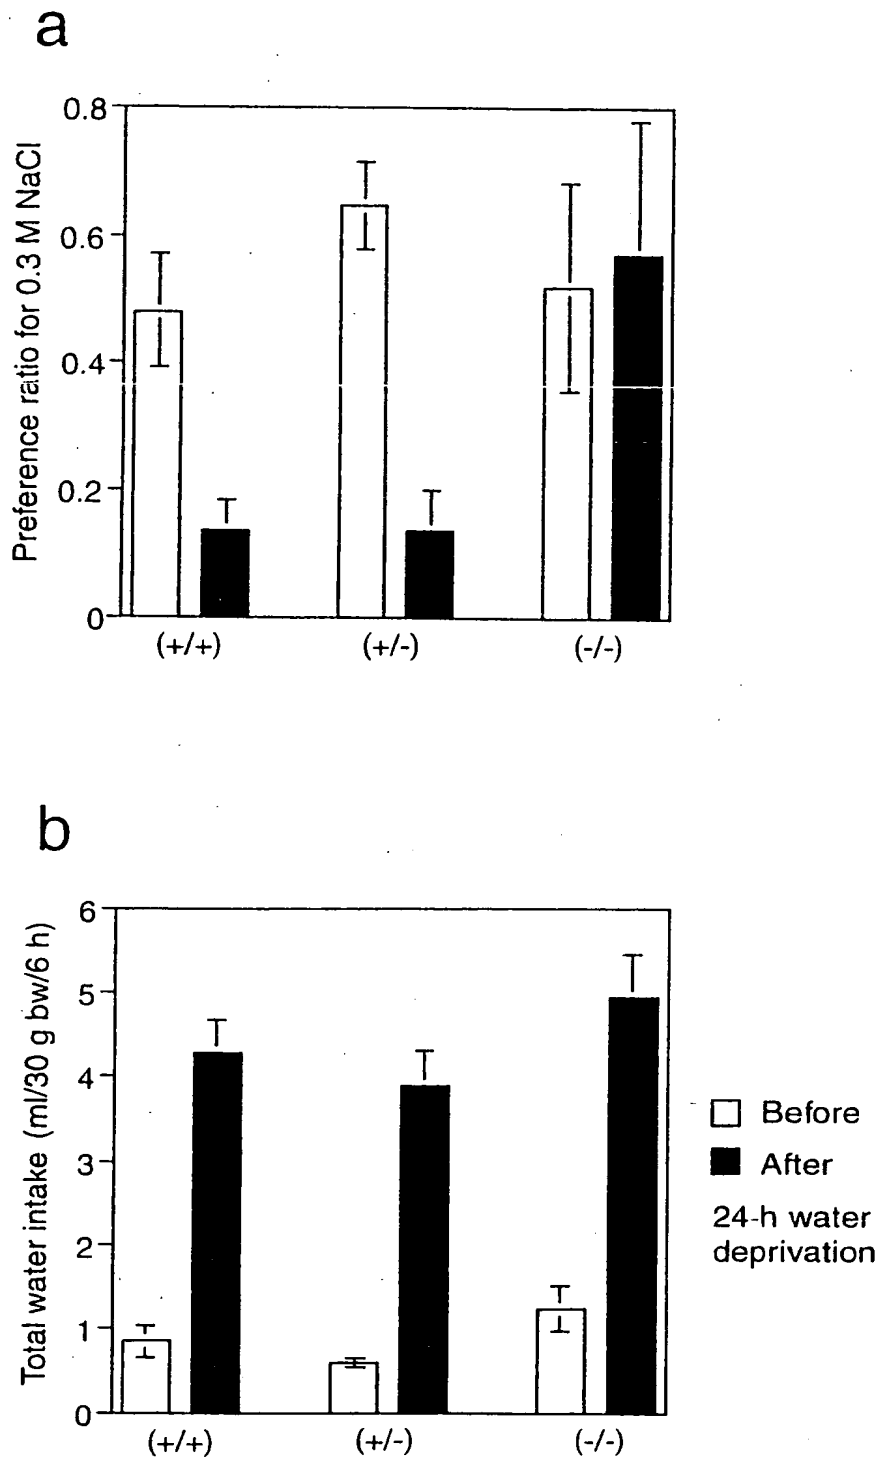 a
Preference ratio for 0.3 M NaCl
0.8
0.6
0.4
0.2
0
(+/+) (+/-) (-/-)
b
Total water intake (ml/30 g bw/6 h)
6
5
4
3
2
1
0
(+/+) (+/-) (-/-)
Before
After
24-h water
deprivation